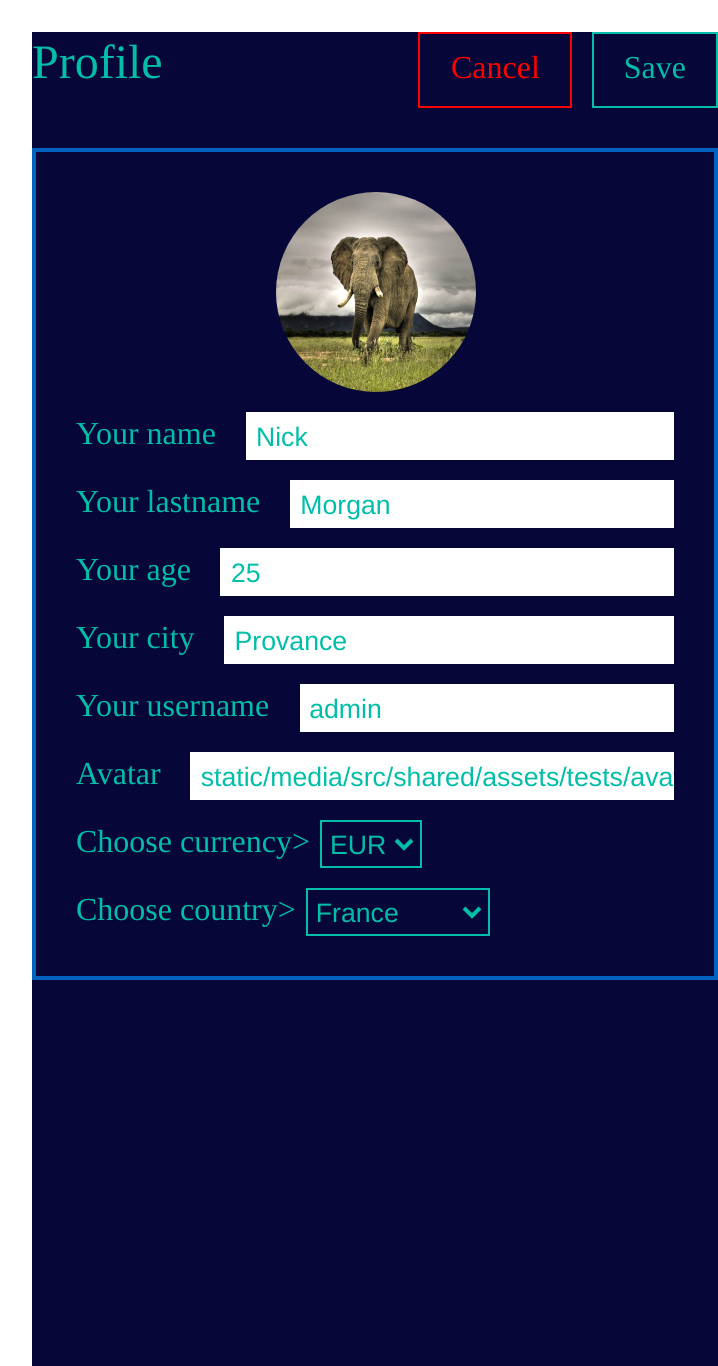 Profile Cancel Save
Your name Nick
Your lastname Morgan
Your age 25
Your city Provance
Your username admin
Avatar static/media/src/shared/assets/tests/ava
Choose currency> EUR
Choose country> France